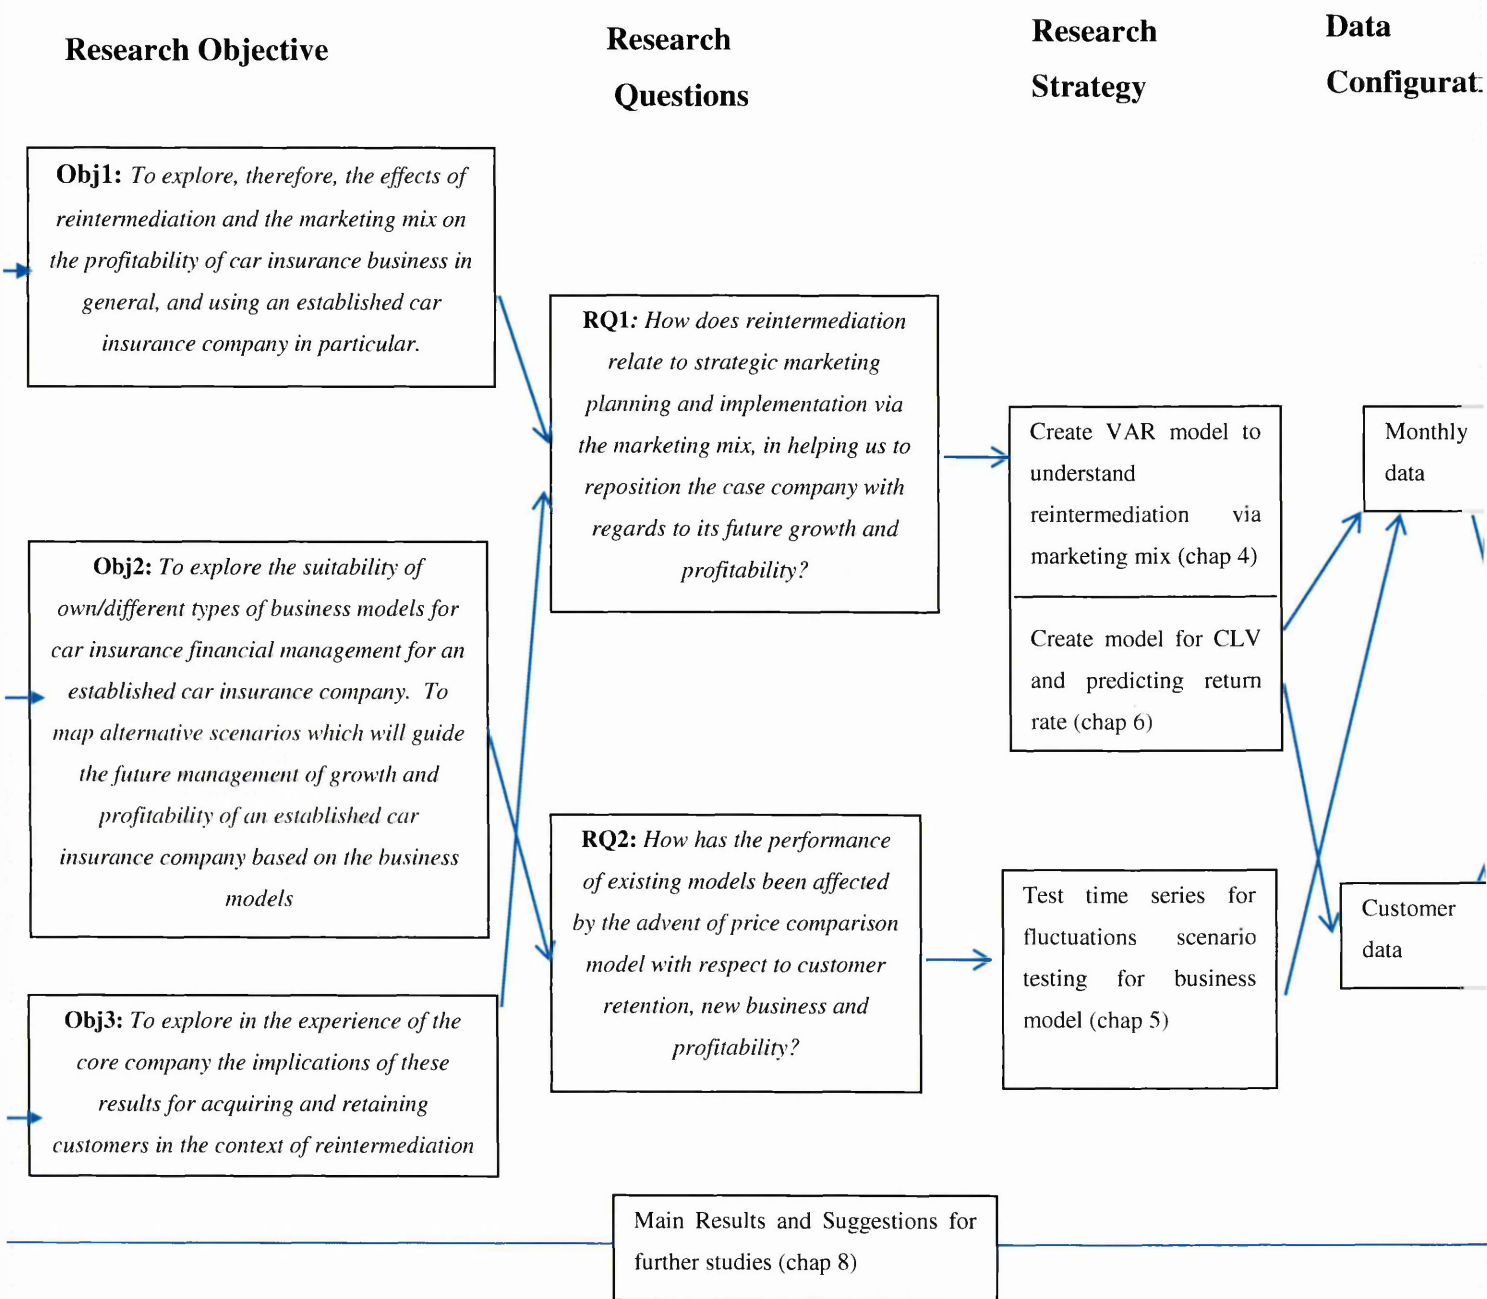 Research Objective
Research
Questions
Research
Strategy
Data
Configurat
Obj1: To explore, therefore, the effects of
reintermediation and the marketing mix on
the profitability of car insurance business in
general, and using an established car
insurance company in particular.
Obj2: To explore the suitability of
own/different types of business models for
car insurance financial management for an
established car insurance company. To
map alternative scenarios which will guide
the future management of growth and
profitability of an established car
insurance company based on the business
models
Obj3: To explore in the experience of the
core company the implications of these
results for acquiring and retaining
customers in the context of reintermediation
RQ1: How does reintermediation
relate to strategic marketing
planning and implementation via
the marketing mix, in helping us to
reposition the case company with
regards to its future growth and
profitability?
RQ2: How has the performance
of existing models been affected
by the advent of price comparison
model with respect to customer
retention, new business and
profitability?
Create VAR model to
understand
reintermediation via
marketing mix (chap 4)
Create model for CLV
and predicting return
rate (chap 6)
Test time series for
fluctuations scenario
testing for business
model (chap 5)
Monthly
data
Customer
data
Main Results and Suggestions for
further studies (chap 8)